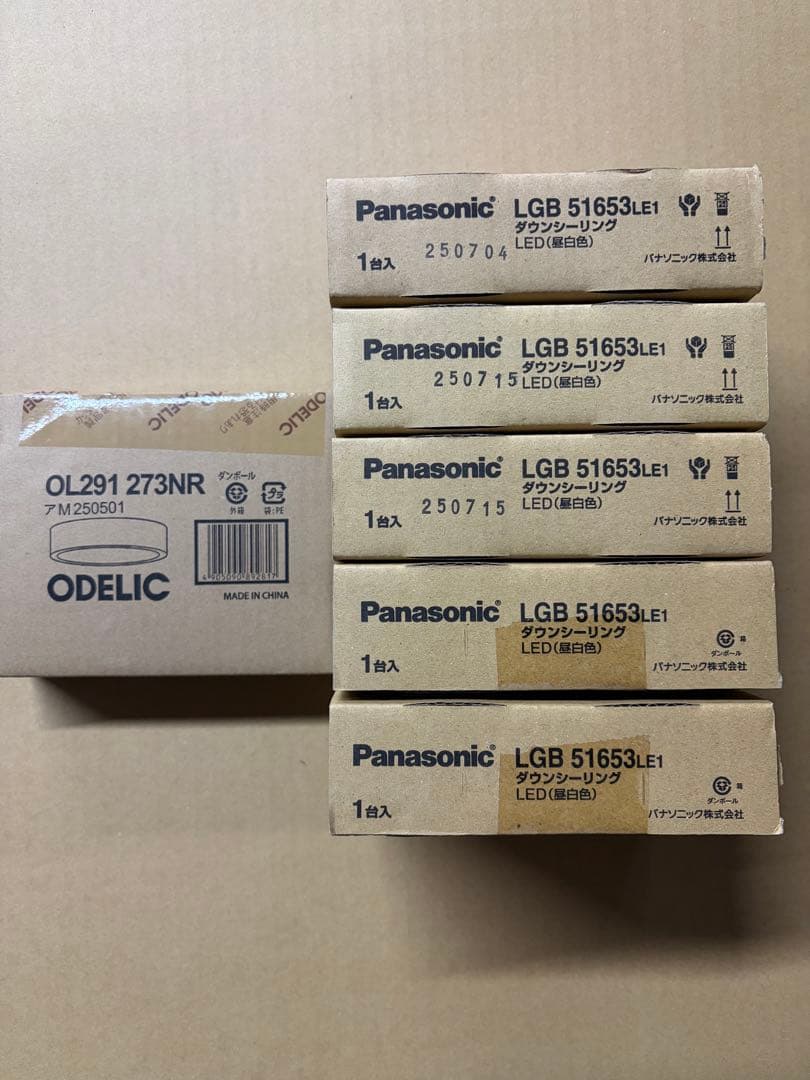 ODELIC
OL291 273NR
アM250501
ダンボール
外箱
袋:PE
ODELIC
MADE IN CHINA
Panasonic LGB 51653LE1
ダウンシーリング
LED(昼白色)
1台入
250704
パナソニック株式会社
Panasonic LGB 51653LE1
ダウンシーリング
LED(昼白色)
1台入
250715
パナソニック株式会社
Panasonic LGB 51653LE1
ダウンシーリング
LED(昼白色)
1台入
250715
パナソニック株式会社
Panasonic LGB 51653LE1
ダウンシーリング
LED(昼白色)
1台入
箱
ダンボール
パナソニック株式会社
Panasonic LGB 51653LE1
ダウンシーリング
LED(昼白色)
1台入
箱
ダンボール
パナソニック株式会社